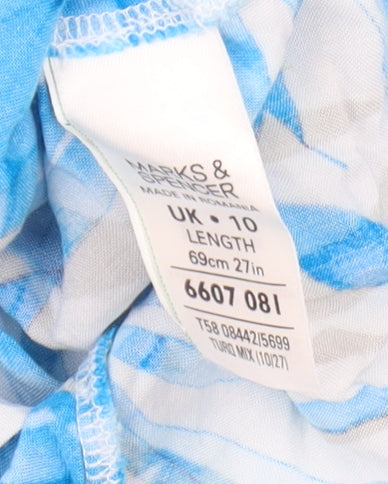 MARKS &
SPENCER
MADE IN ROMANIA
UK • 10
LENGTH
69cm 27in
6607 081
T58 08442/5699
TURQ MIX (10/27)